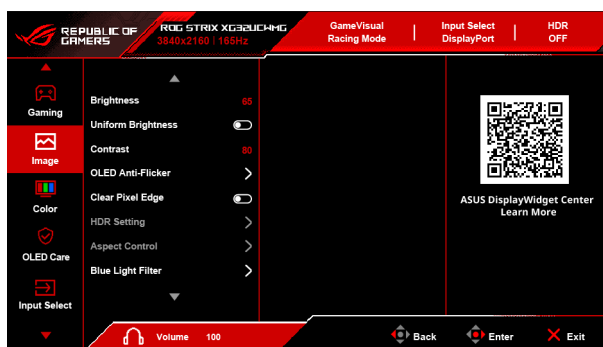 REPUBLIC OF
GAMERS
ROG STRIX XG32UCWMG
3840x2160 | 165Hz
GameVisual
Racing Mode
Input Select
DisplayPort
HDR
OFF
Gaming
Image
Color
OLED Care
Input Select
Brightness 65
Uniform Brightness
Contrast 80
OLED Anti-Flicker
Clear Pixel Edge
HDR Setting
Aspect Control
Blue Light Filter
ASUS DisplayWidget Center
Learn More
Volume 100
Back
Enter
Exit